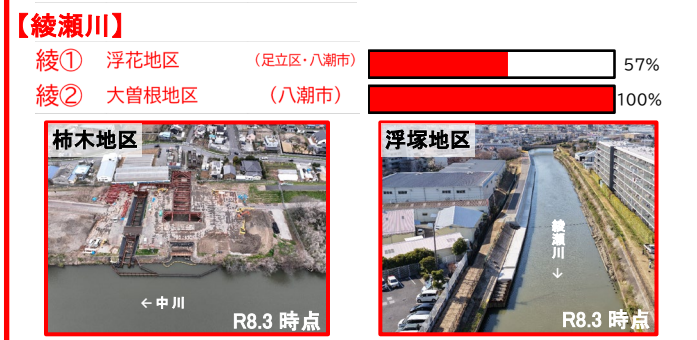 【綾瀬川】
綾① 浮花地区 （足立区・八潮市） 57%
綾② 大曽根地区 （八潮市） 100%
柿木地区
←中川
R8.3 時点
浮塚地区
綾瀬川→
R8.3 時点